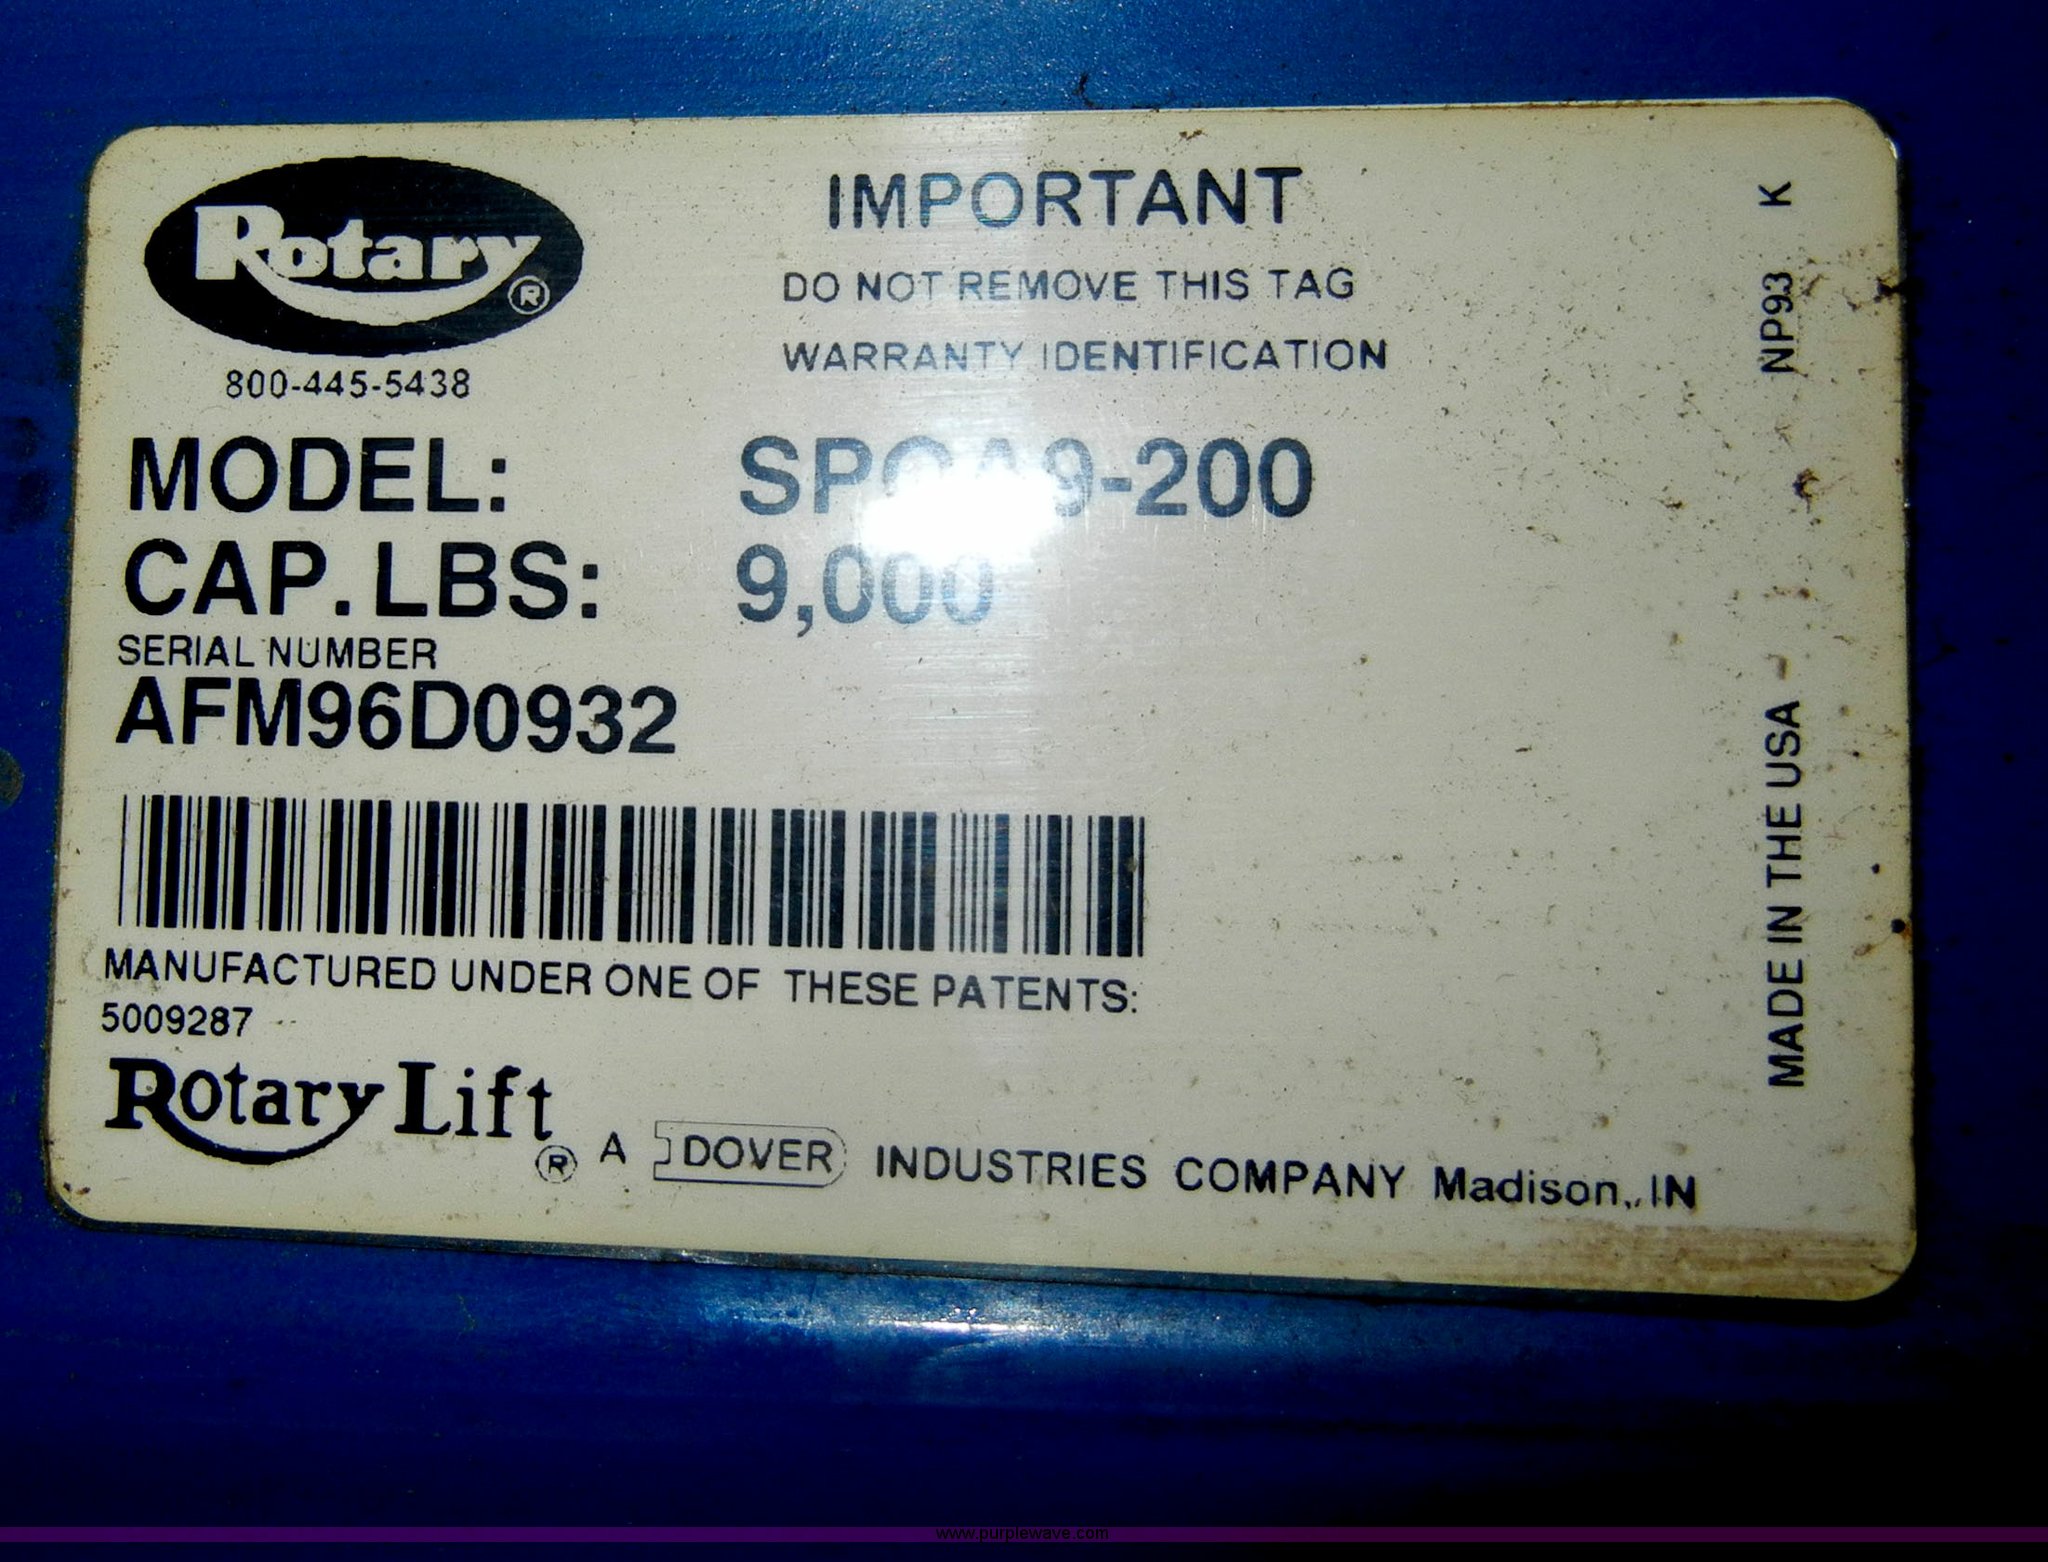 Rotary ®
800-445-5438
IMPORTANT
DO NOT REMOVE THIS TAG
WARRANTY IDENTIFICATION
MODEL: SPOA9-200
CAP. LBS: 9,000
SERIAL NUMBER
AFM96D0932
MANUFACTURED UNDER ONE OF THESE PATENTS:
5009287
Rotary Lift ® A DOVER INDUSTRIES COMPANY Madison, IN
NP93 K
MADE IN THE USA
www.purplewave.com